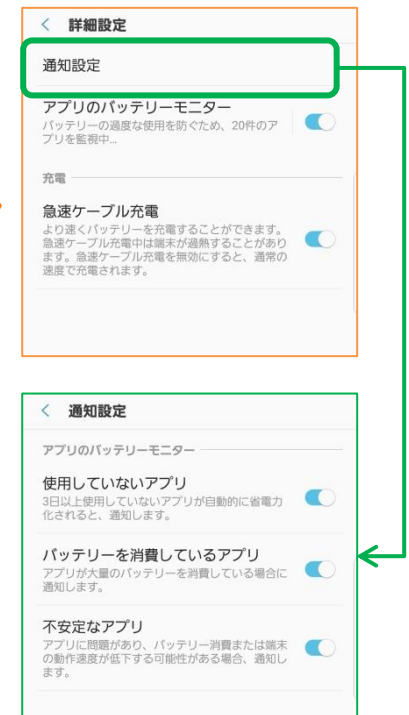 < 詳細設定
通知設定
アプリのバッテリーモニター
バッテリーの過度な使用を防ぐため、20件のア
プリを監視中...
充電
急速ケーブル充電
より速くバッテリーを充電することができます。
急速ケーブル充電中は端末が過熱することがあり
ます。急速ケーブル充電を無効にすると、通常の
速度で充電されます。
< 通知設定
アプリのバッテリーモニター
使用していないアプリ
3日以上使用していないアプリが自動的に省電力
化されると、通知します。
バッテリーを消費しているアプリ
アプリが大量のバッテリーを消費している場合に
通知します。
不安定なアプリ
アプリに問題があり、バッテリー消費または端末
の動作速度が低下する可能性がある場合、通知し
ます。